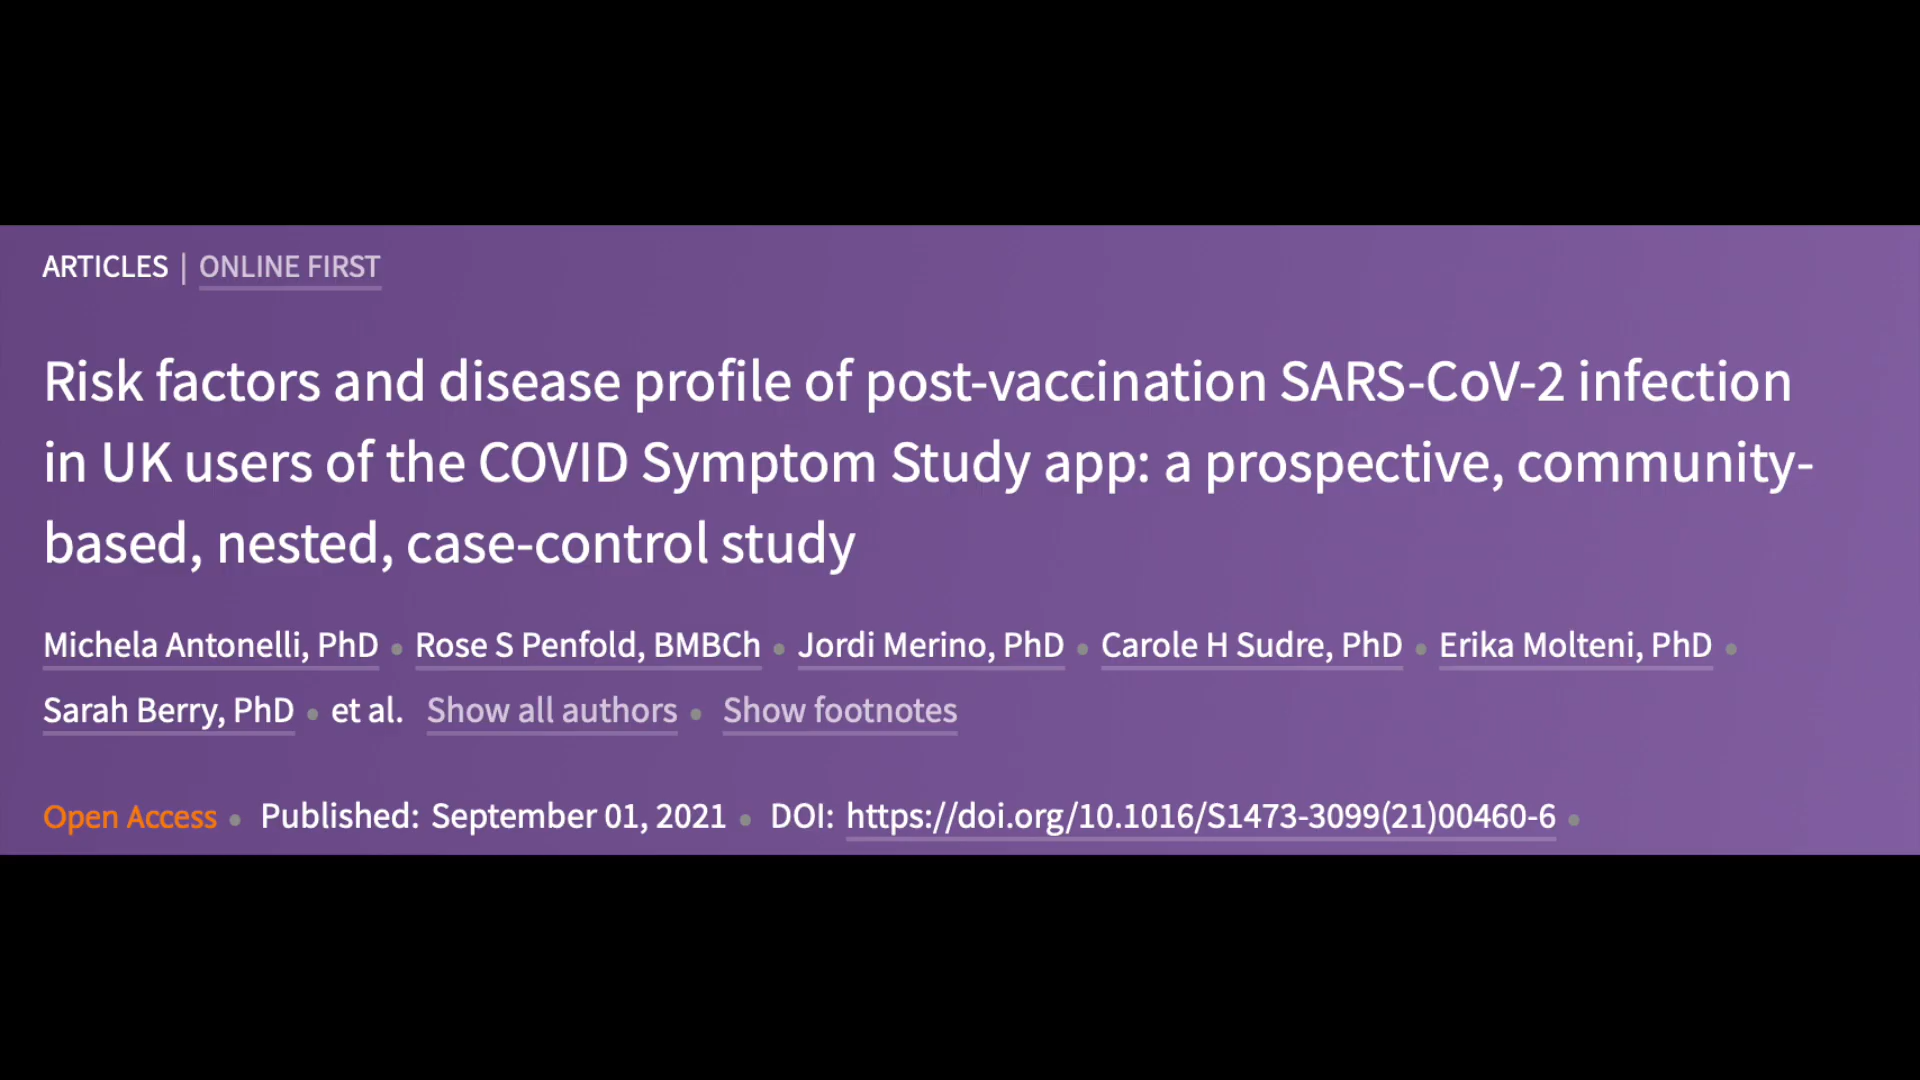 ARTICLES | ONLINE FIRST
Risk factors and disease profile of post-vaccination SARS-CoV-2 infection
in UK users of the COVID Symptom Study app: a prospective, community-
based, nested, case-control study
Michela Antonelli, PhD • Rose S Penfold, BMBCh • Jordi Merino, PhD • Carole H Sudre, PhD • Erika Molteni, PhD •
Sarah Berry, PhD • et al. Show all authors • Show footnotes
Open Access • Published: September 01, 2021 • DOI: https://doi.org/10.1016/S1473-3099(21)00460-6 •